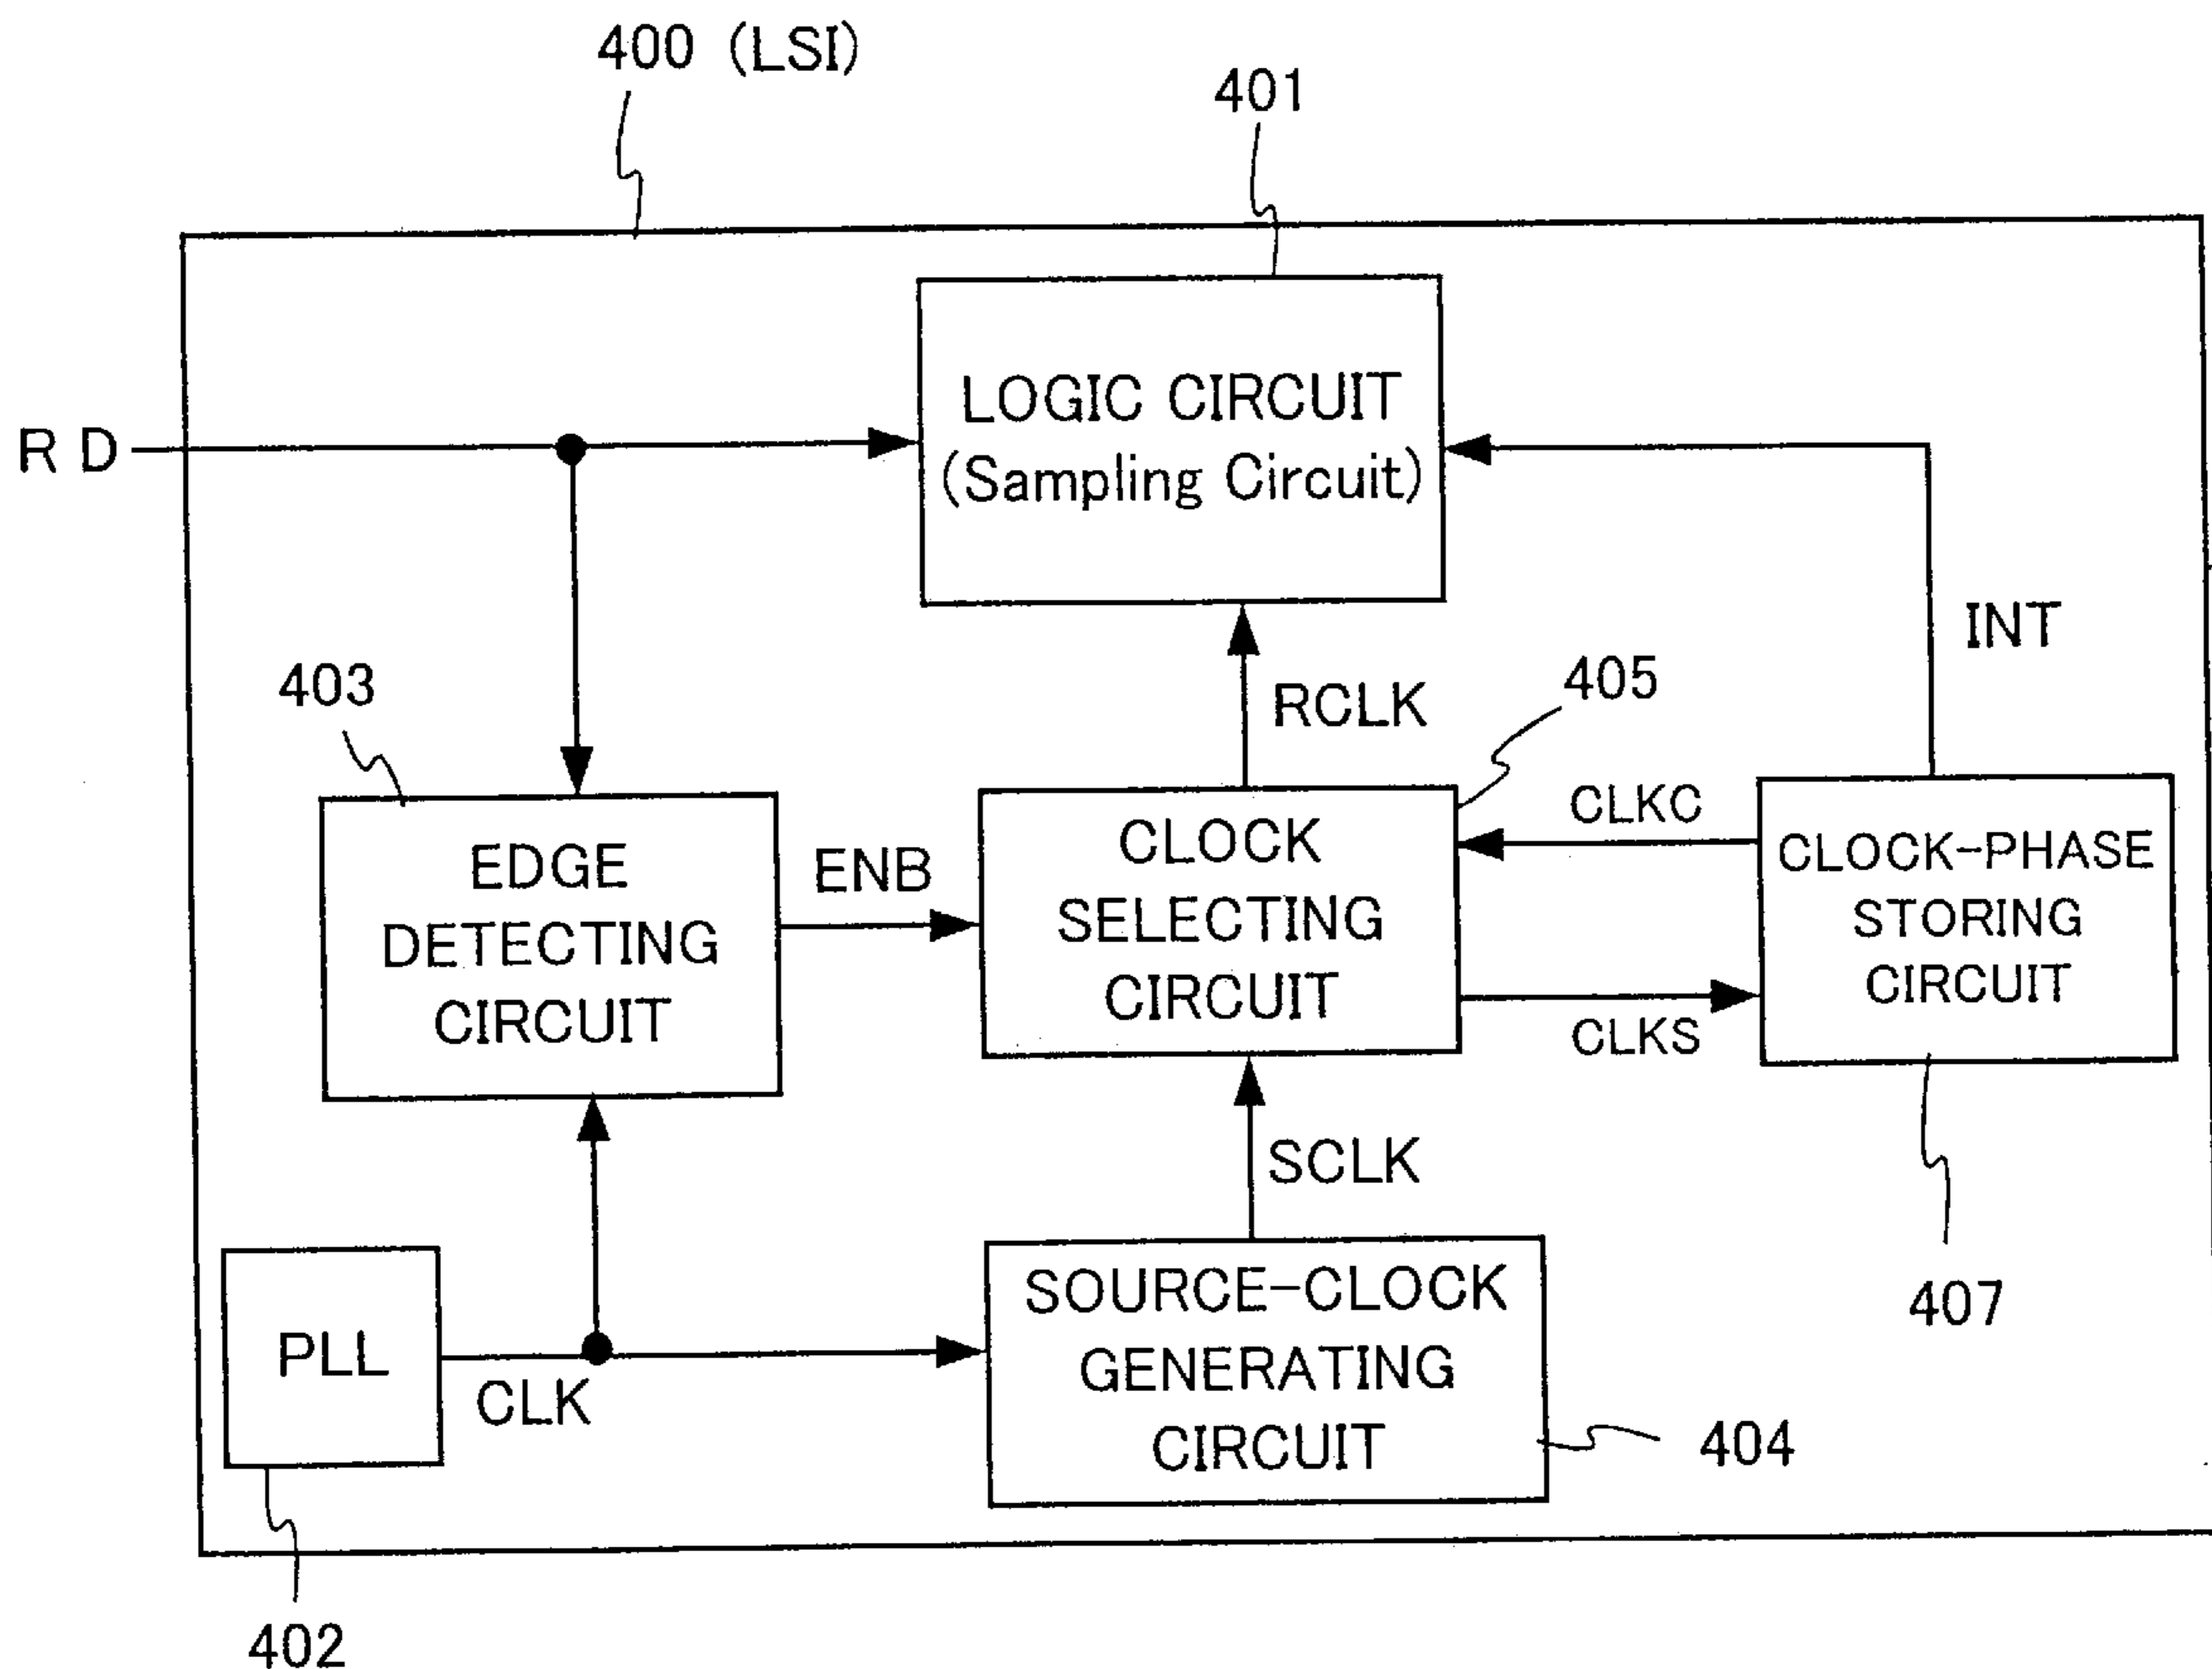 400 (LSI)
401
LOGIC CIRCUIT
(Sampling Circuit)
R D
INT
403
RCLK
405
EDGE
DETECTING
CIRCUIT
ENB
CLOCK
SELECTING
CIRCUIT
CLKC
CLKS
CLOCK-PHASE
STORING
CIRCUIT
SCLK
407
PLL
CLK
SOURCE-CLOCK
GENERATING
CIRCUIT
404
402